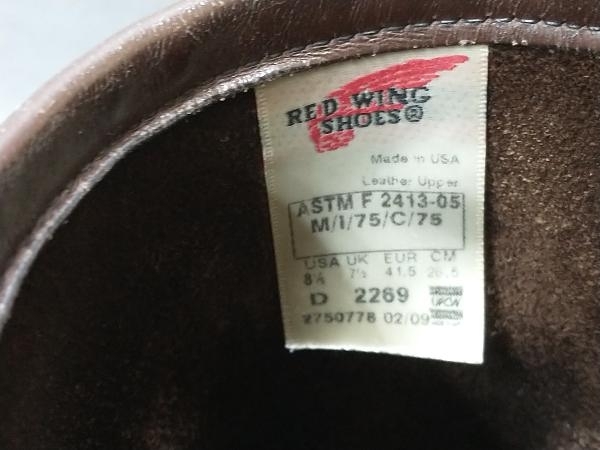 RED WING
SHOES®
Made in USA
Leather Upper
ASTM F 2413-05
M/I/75/C/75
USA UK EUR CM
8½ 7½ 41.5 26.5
D 2269
2750778 02/09